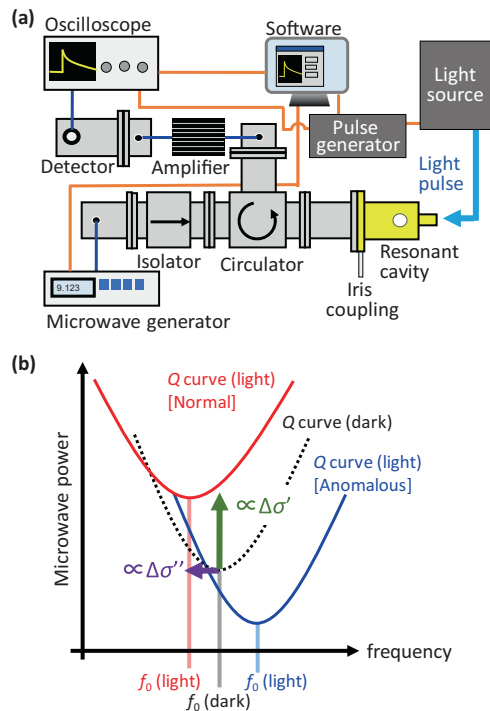 (a)
Oscilloscope
Software
Light
source
Pulse
generator
Detector
Amplifier
Light
pulse
Isolator
Circulator
Resonant
cavity
Iris
coupling
9.123
Microwave generator
(b)
Q curve (light)
[Normal]
Q curve (dark)
Q curve (light)
[Anomalous]
∝Δσ'
∝Δσ''
Microwave power
frequency
f₀ (light)
f₀ (dark)
f₀ (light)